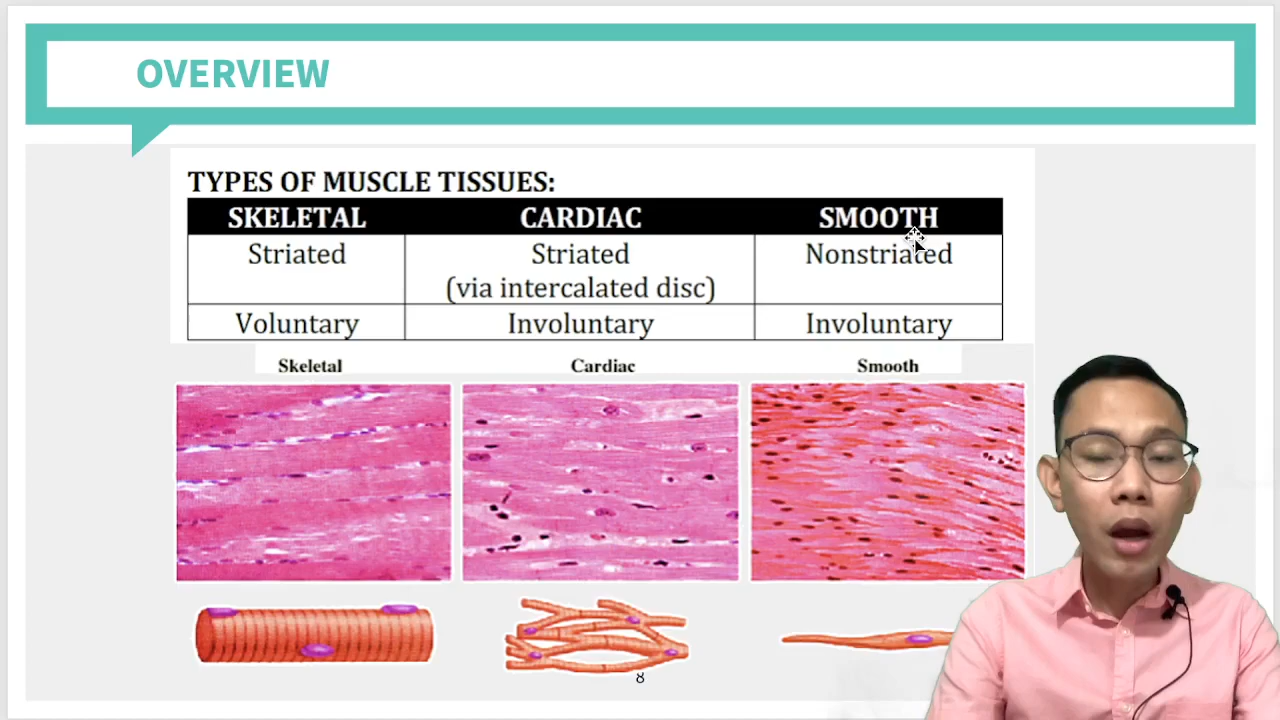 OVERVIEW
TYPES OF MUSCLE TISSUES:
SKELETAL CARDIAC SMOOTH
Striated Striated Nonstriated
(via intercalated disc)
Voluntary Involuntary Involuntary
Skeletal Cardiac Smooth
8